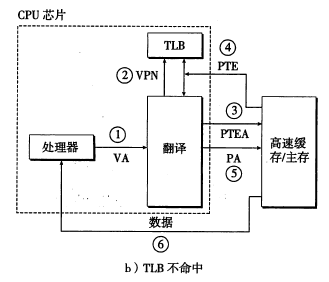 CPU 芯片
TLB
④
PTE
② VPN
③
PTEA
处理器
①
VA
翻译
高速缓
存/主存
PA
⑤
数据
⑥
b）TLB 不命中